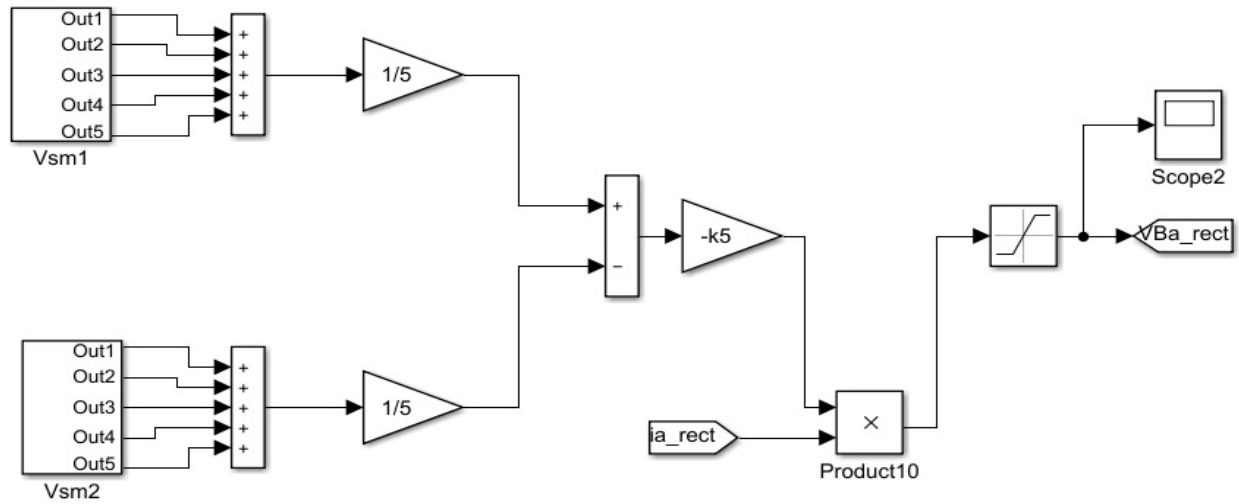 Out1
Out2
Out3
Out4
Out5
Vsm1
+
+
+
+
+
1/5
Scope2
+
−
-k5
VBa_rect
Out1
Out2
Out3
Out4
Out5
Vsm2
+
+
+
+
+
1/5
ia_rect
×
Product10